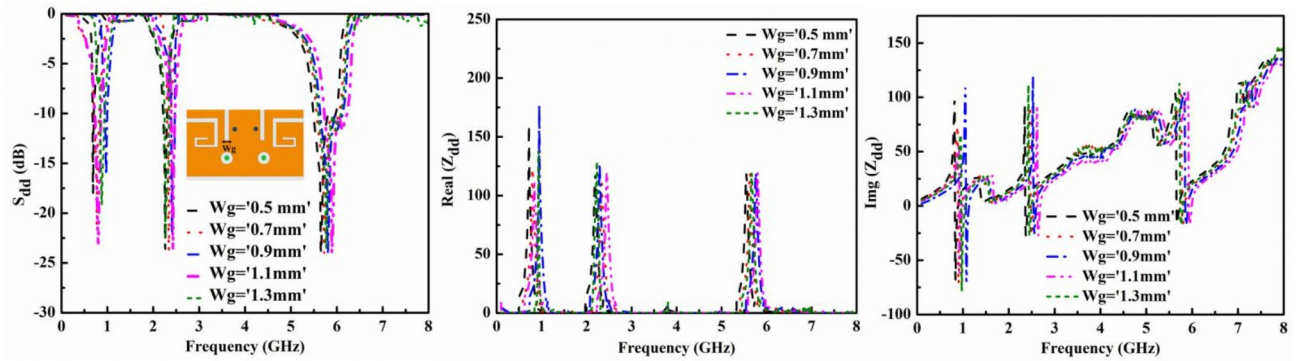 0
-5
-10
-15
-20
-25
-30
S_dd (dB)
Wg
Wg='0.5 mm'
Wg='0.7mm'
Wg='0.9mm'
Wg='1.1mm'
Wg='1.3mm'
0 1 2 3 4 5 6 7 8
Frequency (GHz)
250
200
150
100
50
0
Real (Z_dd)
Wg='0.5 mm'
Wg='0.7mm'
Wg='0.9mm'
Wg='1.1mm'
Wg='1.3mm'
0 1 2 3 4 5 6 7 8
Frequency (GHz)
150
100
50
0
-50
-100
Img (Z_dd)
Wg='0.5 mm'
Wg='0.7mm'
Wg='0.9mm'
Wg='1.1mm'
Wg='1.3mm'
0 1 2 3 4 5 6 7 8
Frequency (GHz)